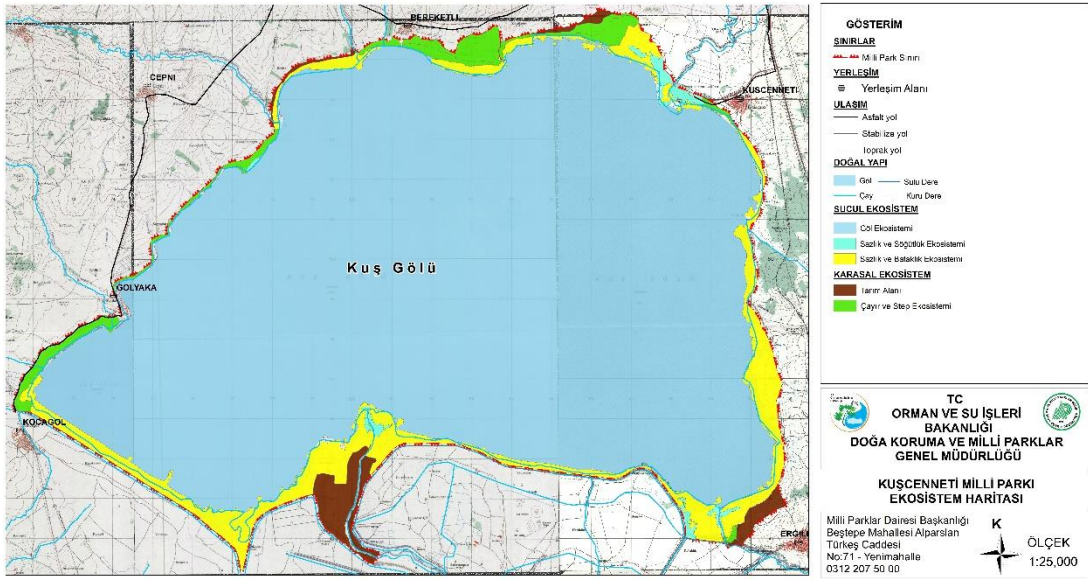 BEREKETLI
ÇEPNİ
KUŞCENNETİ
Kuş Gölü
GÖLYAKA
KOCAGÖL
ERGİLİ
GÖSTERİM
SINIRLAR
Milli Park Sınırı
YERLEŞİM
Yerleşim Alanı
ULAŞIM
Asfalt yol
Stabilize yol
Toprak yol
DOĞAL YAPI
Göl Sulu Dere
Çay Kuru Dere
SUCUL EKOSİSTEM
Göl Ekosistemi
Sazlık ve Söğütlük Ekosistemi
Sazlık ve Bataklık Ekosistemi
KARASAL EKOSİSTEM
Tarım Alanı
Çayır ve Step Ekosistemi
TC
ORMAN VE SU İŞLERİ
BAKANLIĞI
DOĞA KORUMA VE MİLLİ PARKLAR
GENEL MÜDÜRLÜĞÜ
KUŞCENNETİ MİLLİ PARKI
EKOSİSTEM HARİTASI
Milli Parklar Dairesi Başkanlığı
Beştepe Mahallesi Alparslan
Türkeş Caddesi
No:71 - Yenimahalle
0312 207 50 00
K
ÖLÇEK
1:25,000